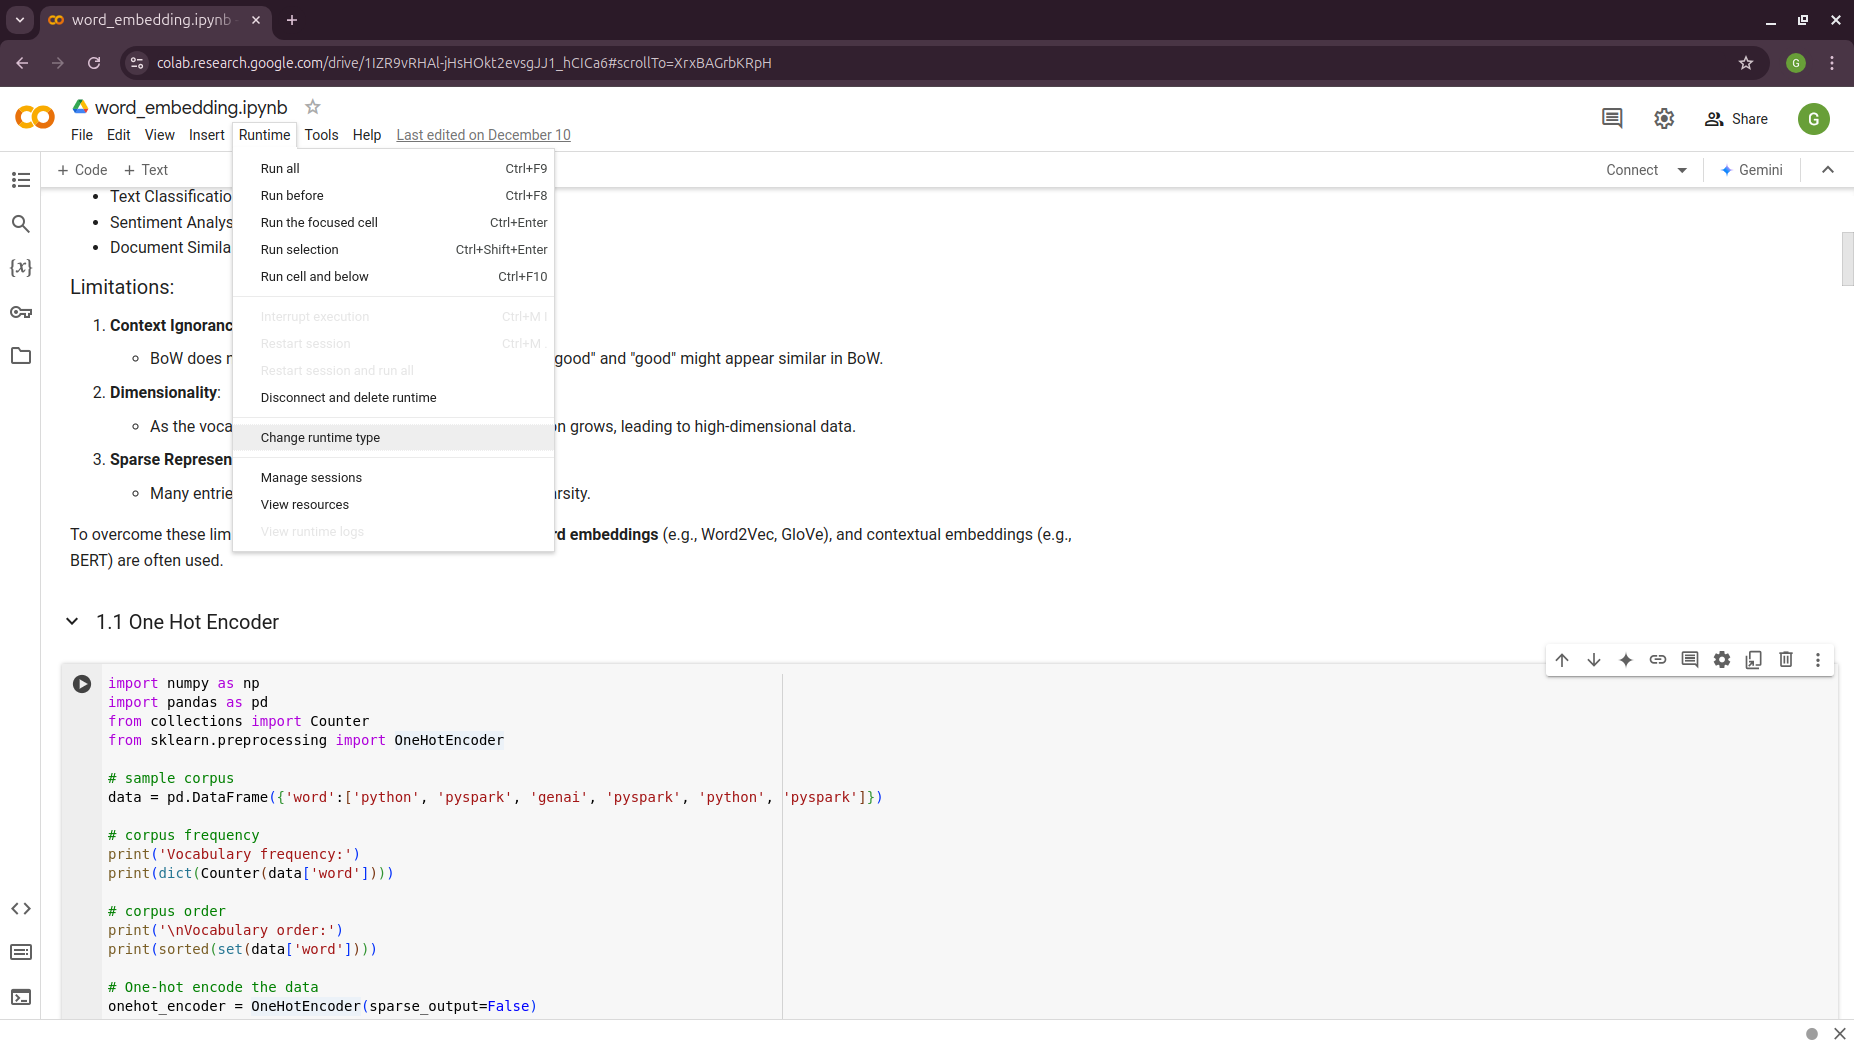 word_embedding.ipynb
colab.research.google.com/drive/1IZR9vRHAl-jHsHOkt2evsgJJ1_hCICa6#scrollTo=XrxBAGrbKRpH
G
word_embedding.ipynb
File Edit View Insert Runtime Tools Help Last edited on December 10
Share
G
+ Code + Text
Connect
Gemini
Run all Ctrl+F9
Run before Ctrl+F8
Run the focused cell Ctrl+Enter
Run selection Ctrl+Shift+Enter
Run cell and below Ctrl+F10
Interrupt execution Ctrl+M I
Restart session Ctrl+M .
Restart session and run all
Disconnect and delete runtime
Change runtime type
Manage sessions
View resources
View runtime logs
• Text Classificatio
• Sentiment Analys
• Document Simila
Limitations:
1. Context Ignoranc
BoW does n good" and "good" might appear similar in BoW.
2. Dimensionality:
As the voca on grows, leading to high-dimensional data.
3. Sparse Represen
Many entrie arsity.
To overcome these lim rd embeddings (e.g., Word2Vec, GloVe), and contextual embeddings (e.g.,
BERT) are often used.
1.1 One Hot Encoder
import numpy as np
import pandas as pd
from collections import Counter
from sklearn.preprocessing import OneHotEncoder
# sample corpus
data = pd.DataFrame({'word':['python', 'pyspark', 'genai', 'pyspark', 'python', 'pyspark']})
# corpus frequency
print('Vocabulary frequency:')
print(dict(Counter(data['word'])))
# corpus order
print('\nVocabulary order:')
print(sorted(set(data['word'])))
# One-hot encode the data
onehot_encoder = OneHotEncoder(sparse_output=False)